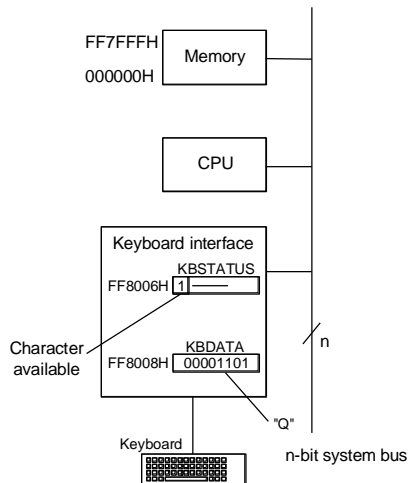 FF7FFFH
Memory
000000H
CPU
Keyboard interface
KBSTATUS
FF8006H 1
Character
available
n
KBDATA
FF8008H 00001101
"Q"
Keyboard
n-bit system bus